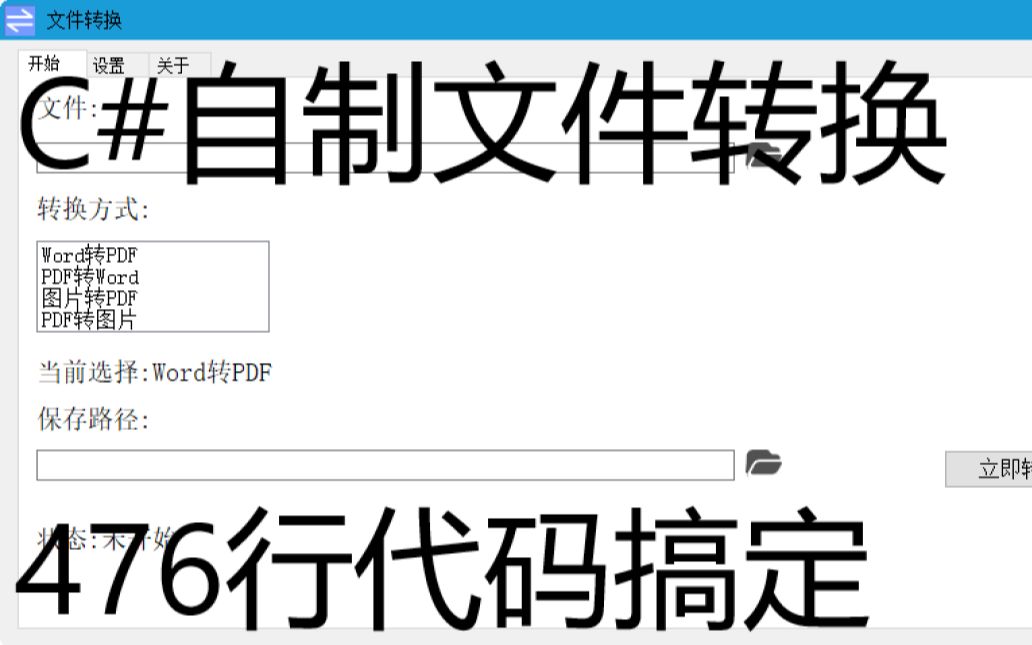 文件转换
开始 设置 关于
文件:
C#自制文件转换
转换方式:
Word转PDF
PDF转Word
图片转PDF
PDF转图片
当前选择:Word转PDF
保存路径:
立即转
状态:未开始
476行代码搞定